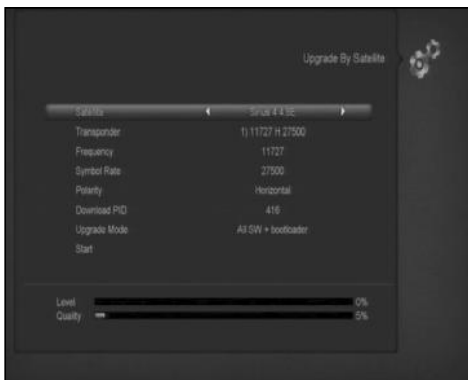 Upgrade By Satellite
Satellite Sirius 4 4.8E
Transponder 1) 11727 H 27500
Frequency 11727
Symbol Rate 27500
Polarity Horizontal
Download PID 416
Upgrade Mode All SW + bootloader
Start
Level 0%
Quality 5%